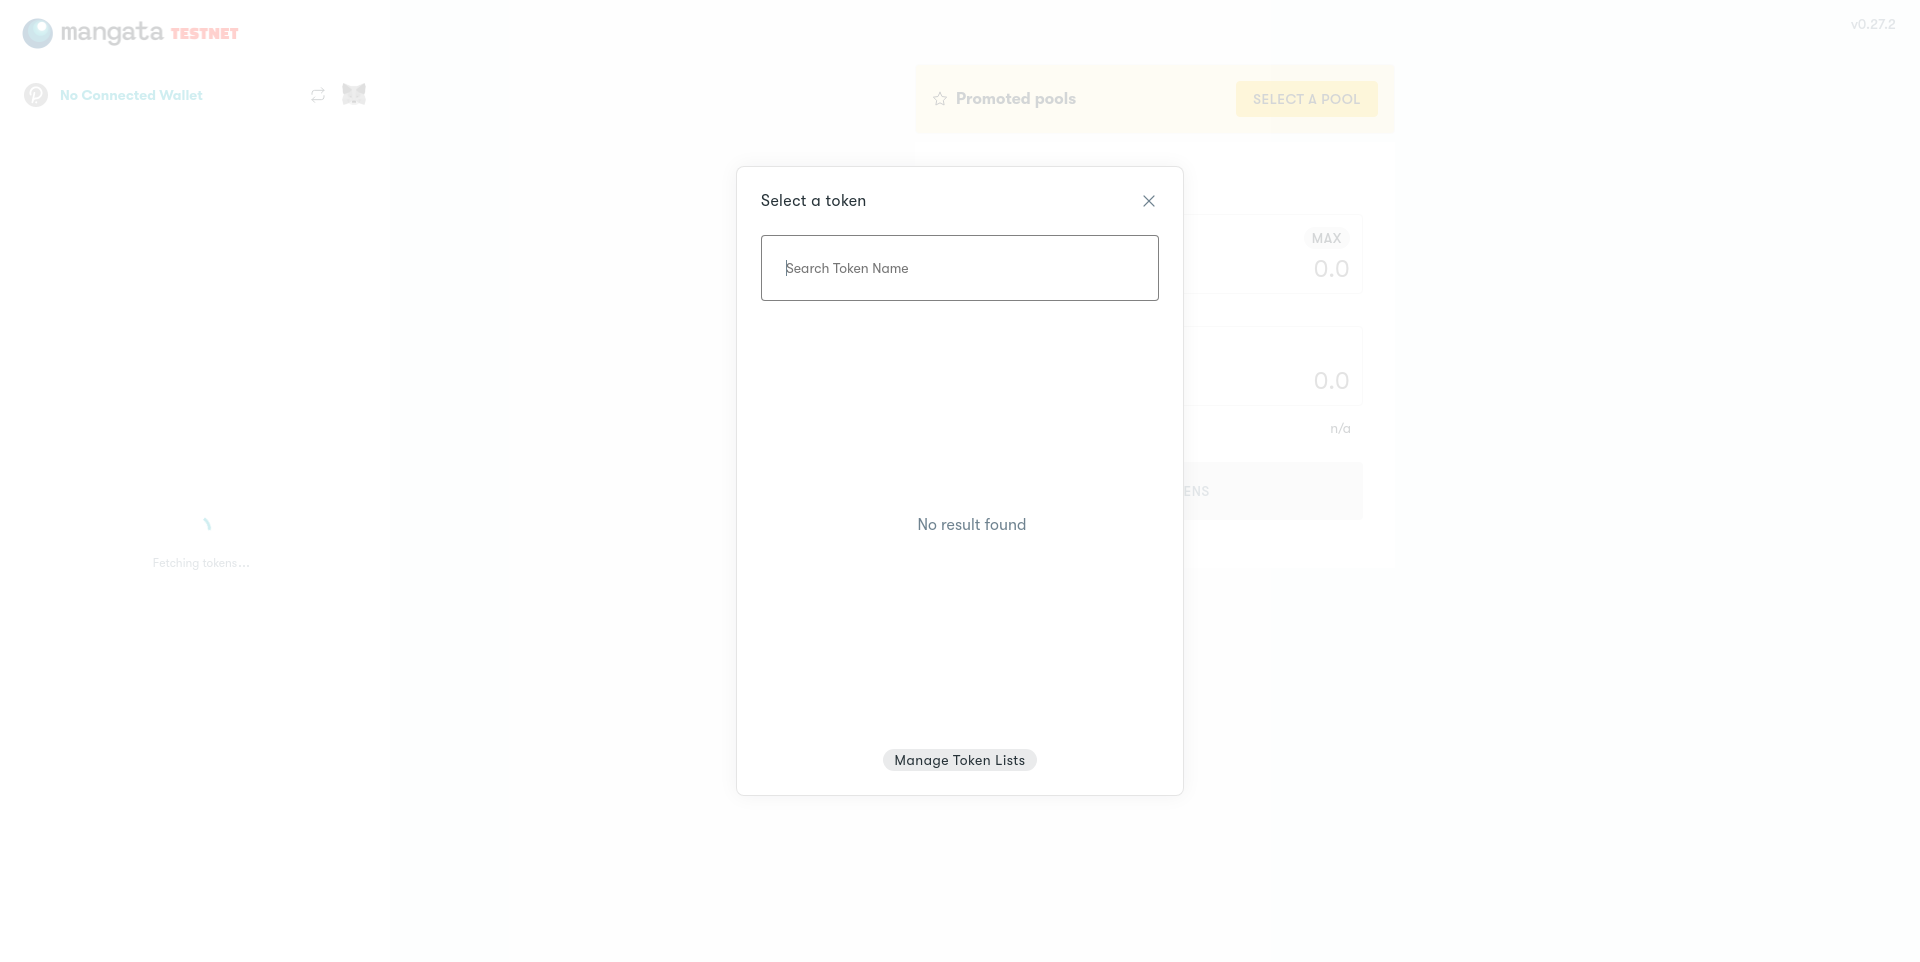 mangata TESTNET
v0.27.2
No Connected Wallet
Promoted pools
SELECT A POOL
Select a token
MAX
Search Token Name
0.0
0.0
n/a
ENS
No result found
Fetching tokens...
Manage Token Lists